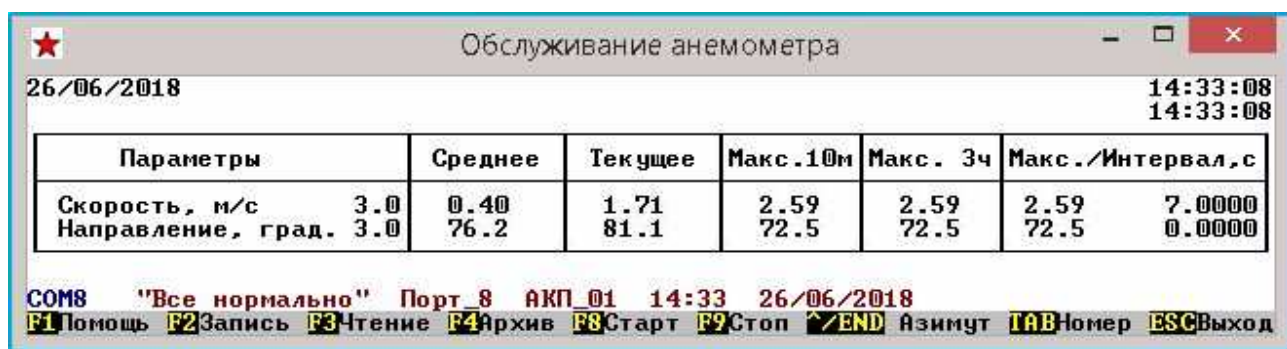 Обслуживание анемометра
26/06/2018 14:33:08
14:33:08
Параметры Среднее Текущее Макс.10м Макс. 3ч Макс./Интервал,с
Скорость, м/с 3.0 0.40 1.71 2.59 2.59 2.59 7.0000
Направление, град. 3.0 76.2 81.1 72.5 72.5 72.5 0.0000
COM8 "Все нормально" Порт_8 АКП_01 14:33 26/06/2018
F1Помощь F2Запись F3Чтение F4Архив F8Старт F9Стоп ^/END Азимут TABНомер ESCВыход